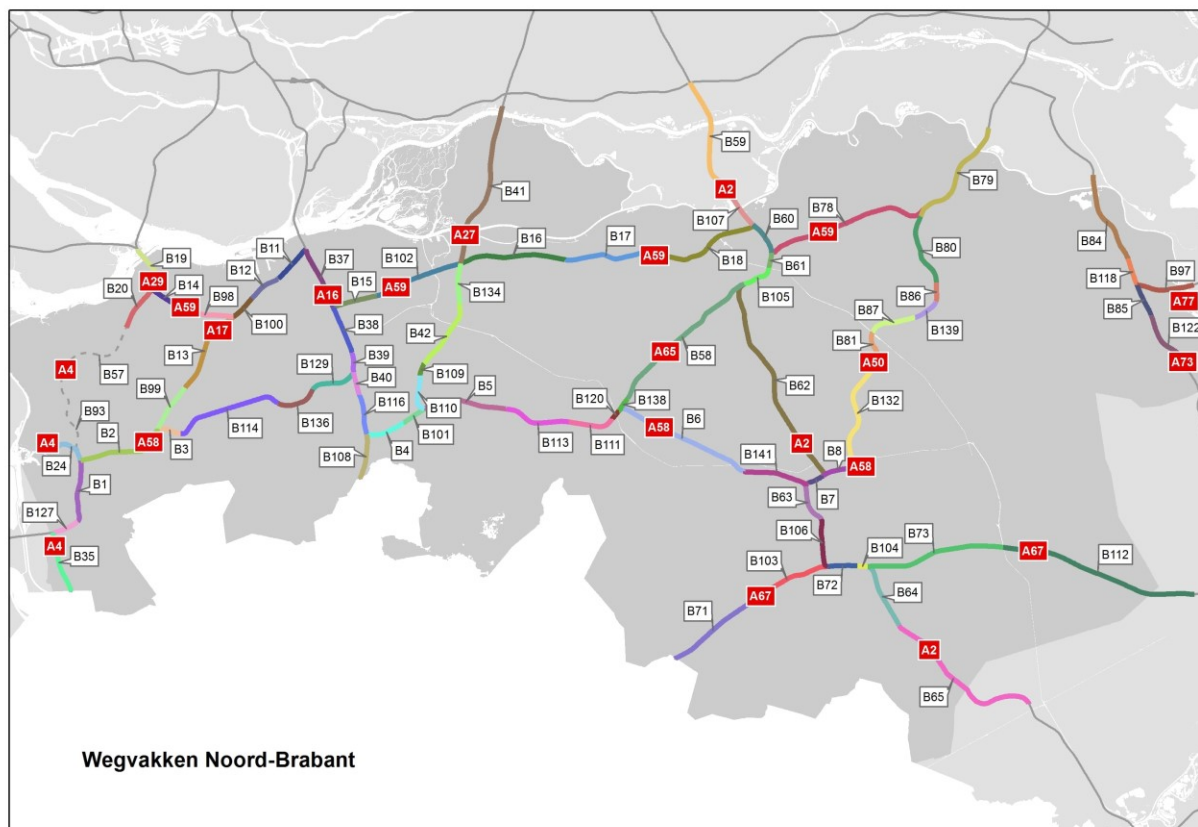 B59
A2
B79
B78
B107
B60
B84
B41
A59
A27
B16
B17
A59
B18
B61
B80
B11
B37
B102
B19
B12
B118
B97
A29
B14
A59
B98
B20
A16
B15
A59
B134
B105
B86
A77
B85
A17
B100
B38
B42
B87
B139
B122
B13
B81
A50
A73
A65
B58
B57
A4
B129
B39
B40
B109
B5
B62
B99
B93
B116
B110
B120
B138
B132
B2
A58
B114
B136
B101
B113
B111
A58
B6
A4
B24
B3
B108
B4
A2
B8
A58
B1
B141
B7
B63
B127
A4
B35
B106
B104
B73
A67
B112
B103
B72
A67
B64
B71
A2
B65
Wegvakken Noord-Brabant